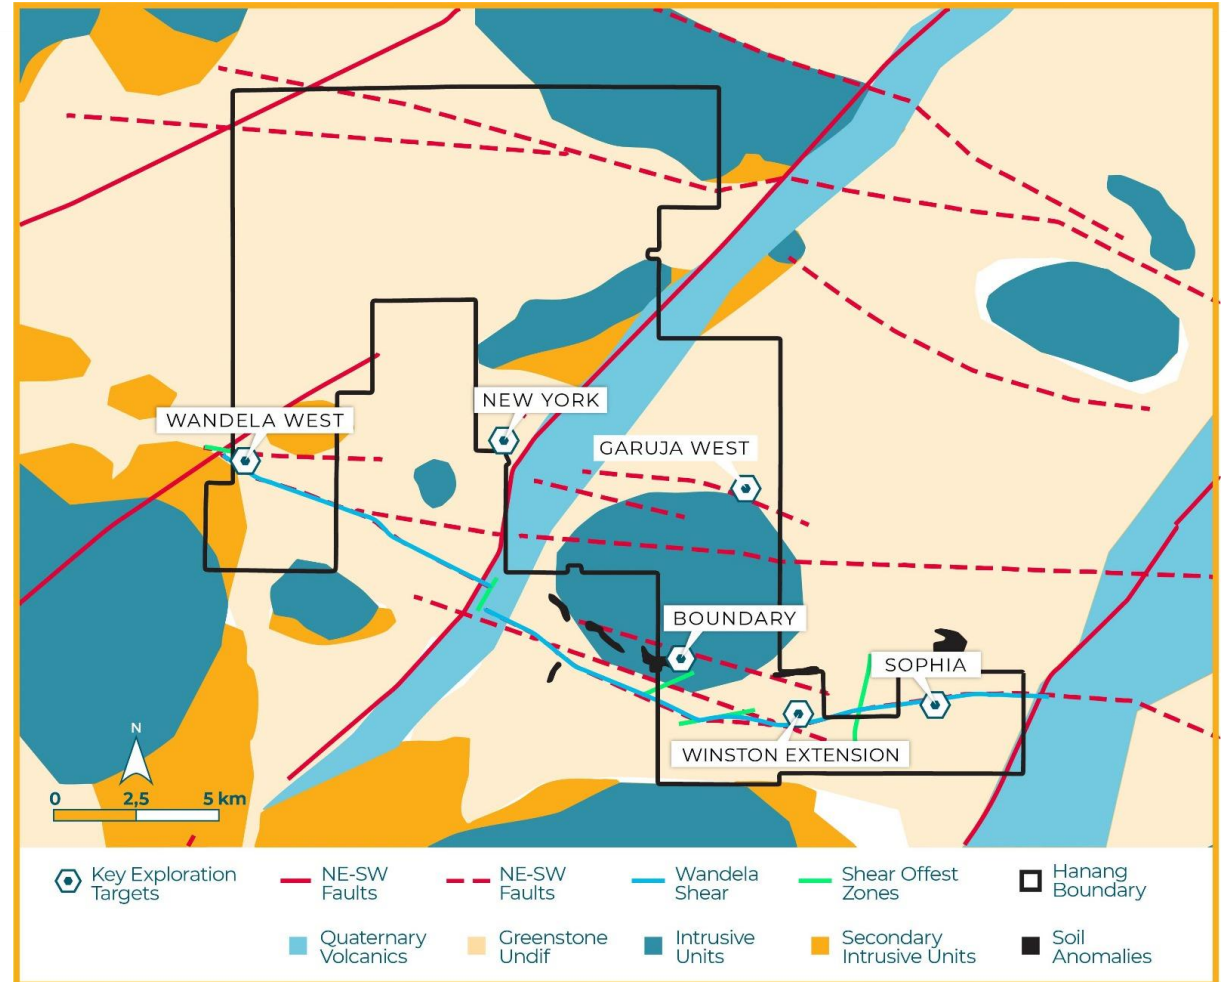 NEW YORK
WANDELA WEST
GARUJA WEST
BOUNDARY
SOPHIA
WINSTON EXTENSION
N
0 2,5 5 km
Key Exploration
Targets
NE-SW
Faults
NE-SW
Faults
Wandela
Shear
Shear Offest
Zones
Hanang
Boundary
Quaternary
Volcanics
Greenstone
Undif
Intrusive
Units
Secondary
Intrusive Units
Soil
Anomalies